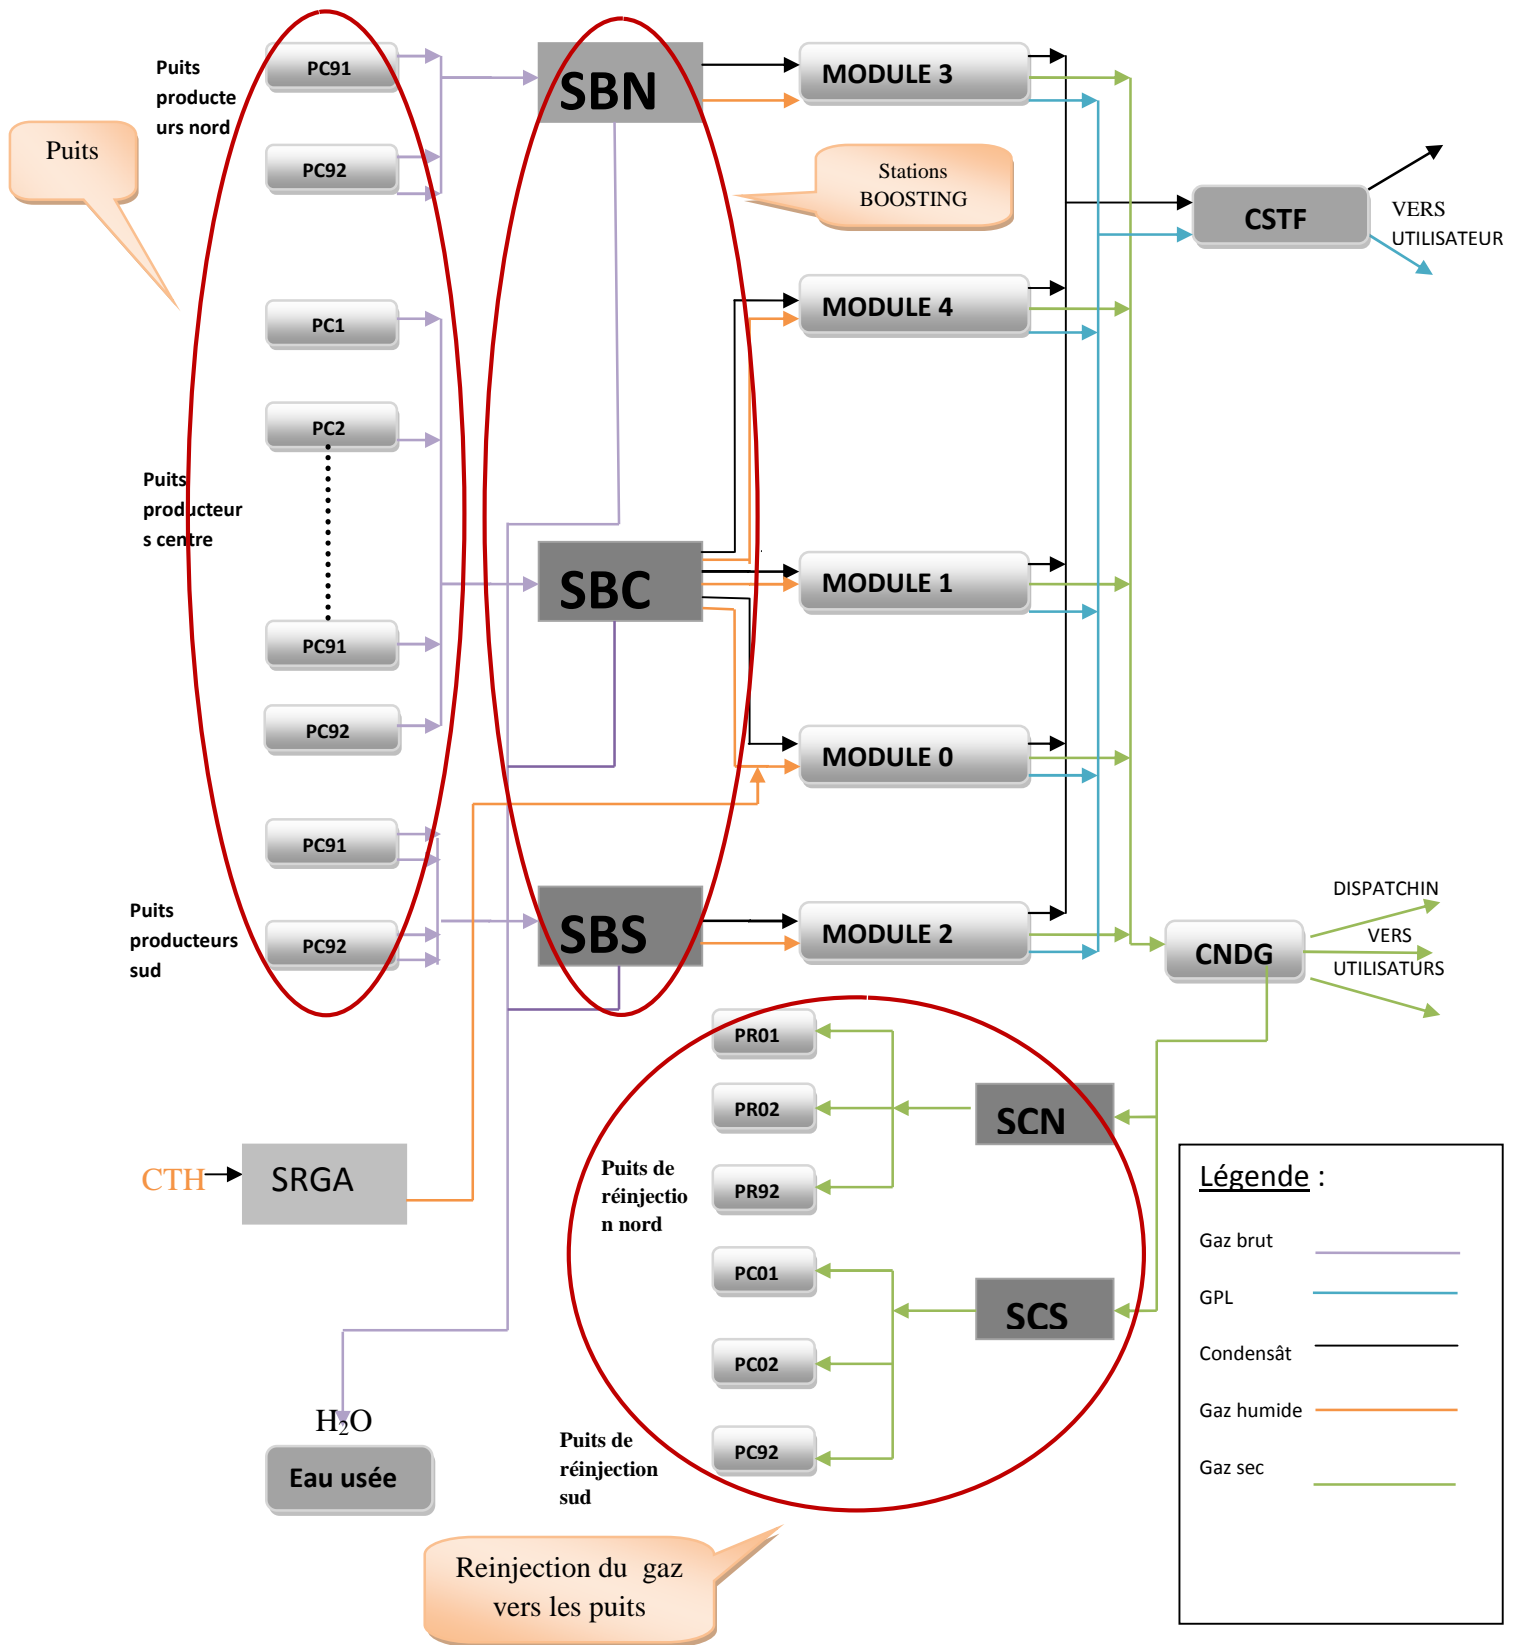 Puits
Puits
producte
urs nord
PC91
PC92
SBN
MODULE 3
Stations
BOOSTING
CSTF
VERS
UTILISATEUR
PC1
PC2
MODULE 4
Puits
producteur
s centre
SBC
MODULE 1
PC91
PC92
MODULE 0
PC91
Puits
producteurs
sud
PC92
SBS
MODULE 2
CNDG
DISPATCHIN
VERS
UTILISATURS
PR01
PR02
PR92
SCN
Puits de
réinjectio
n nord
CTH
SRGA
PC01
PC02
PC92
SCS
Puits de
réinjection
sud
H₂O
Eau usée
Reinjection du gaz
vers les puits
Légende :
Gaz brut
GPL
Condensât
Gaz humide
Gaz sec